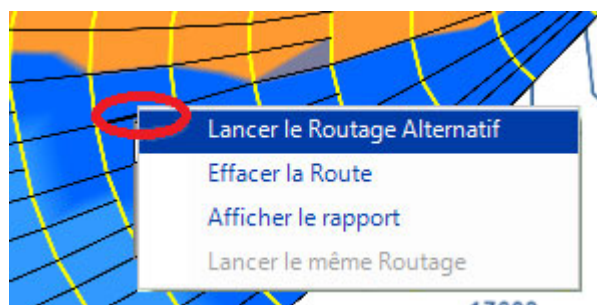 Lancer le Routage Alternatif
Effacer la Route
Afficher le rapport
Lancer le même Routage